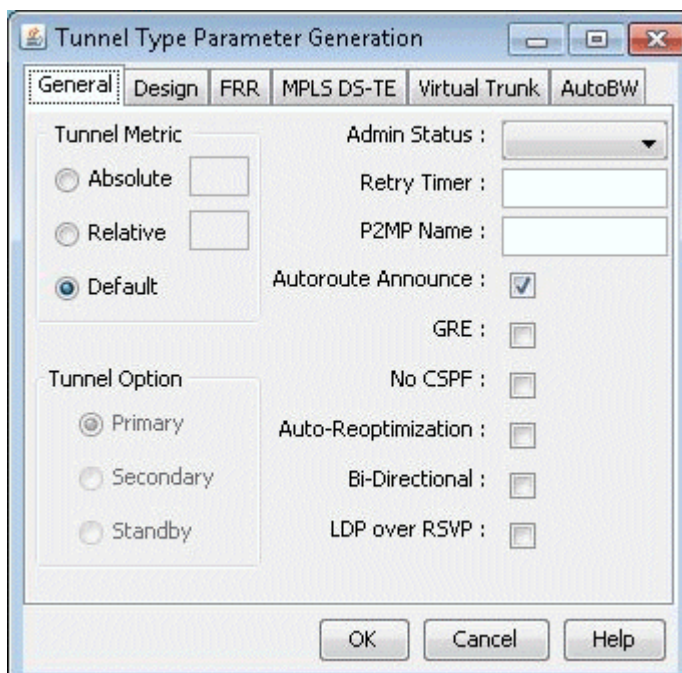 Tunnel Type Parameter Generation
General
Design
FRR
MPLS DS-TE
Virtual Trunk
AutoBW
Tunnel Metric
Absolute
Relative
Default
Tunnel Option
Primary
Secondary
Standby
Admin Status :
Retry Timer :
P2MP Name :
Autoroute Announce :
GRE :
No CSPF :
Auto-Reoptimization :
Bi-Directional :
LDP over RSVP :
OK
Cancel
Help